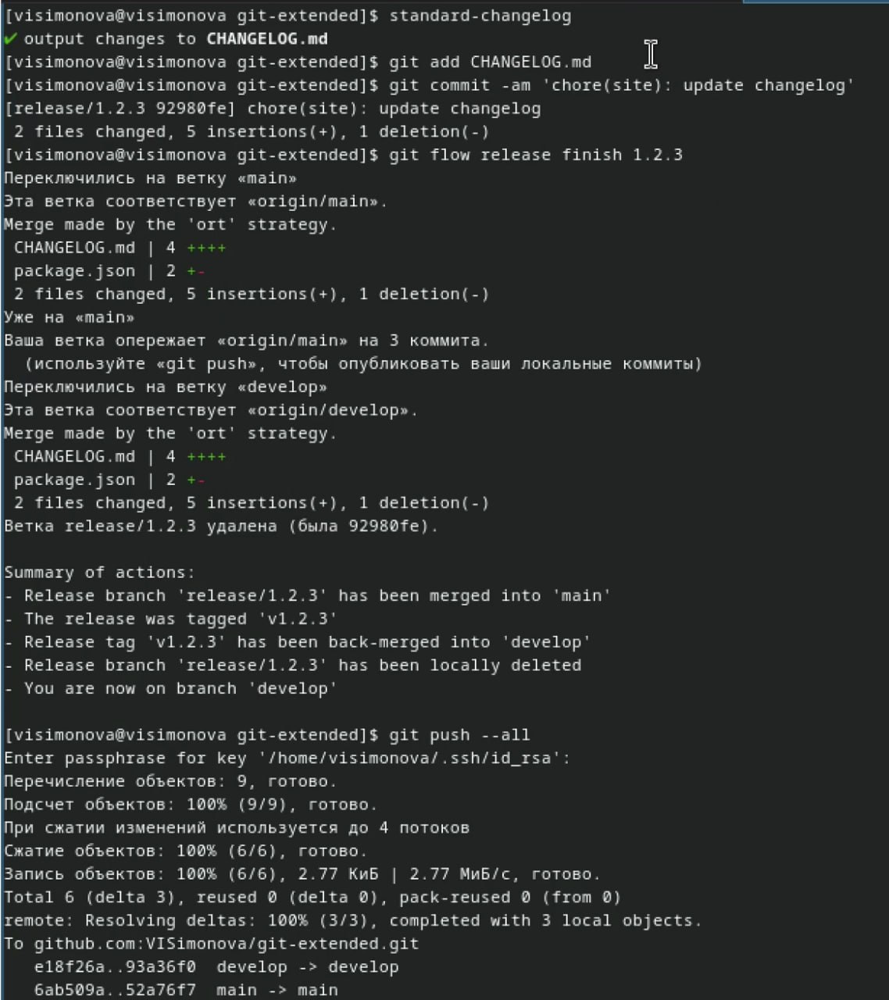 [visimonova@visimonova git-extended]$ standard-changelog
✔ output changes to CHANGELOG.md
[visimonova@visimonova git-extended]$ git add CHANGELOG.md
[visimonova@visimonova git-extended]$ git commit -am 'chore(site): update changelog'
[release/1.2.3 92980fe] chore(site): update changelog
 2 files changed, 5 insertions(+), 1 deletion(-)
[visimonova@visimonova git-extended]$ git flow release finish 1.2.3
Переключились на ветку «main»
Эта ветка соответствует «origin/main».
Merge made by the 'ort' strategy.
 CHANGELOG.md | 4 ++++
 package.json | 2 +-
 2 files changed, 5 insertions(+), 1 deletion(-)
Уже на «main»
Ваша ветка опережает «origin/main» на 3 коммита.
  (используйте «git push», чтобы опубликовать ваши локальные коммиты)
Переключились на ветку «develop»
Эта ветка соответствует «origin/develop».
Merge made by the 'ort' strategy.
 CHANGELOG.md | 4 ++++
 package.json | 2 +-
 2 files changed, 5 insertions(+), 1 deletion(-)
Ветка release/1.2.3 удалена (была 92980fe).

Summary of actions:
- Release branch 'release/1.2.3' has been merged into 'main'
- The release was tagged 'v1.2.3'
- Release tag 'v1.2.3' has been back-merged into 'develop'
- Release branch 'release/1.2.3' has been locally deleted
- You are now on branch 'develop'

[visimonova@visimonova git-extended]$ git push --all
Enter passphrase for key '/home/visimonova/.ssh/id_rsa':
Перечисление объектов: 9, готово.
Подсчет объектов: 100% (9/9), готово.
При сжатии изменений используется до 4 потоков
Сжатие объектов: 100% (6/6), готово.
Запись объектов: 100% (6/6), 2.77 КиБ | 2.77 МиБ/с, готово.
Total 6 (delta 3), reused 0 (delta 0), pack-reused 0 (from 0)
remote: Resolving deltas: 100% (3/3), completed with 3 local objects.
To github.com:VISimonova/git-extended.git
   e18f26a..93a36f0  develop -> develop
   6ab509a..52a76f7  main -> main